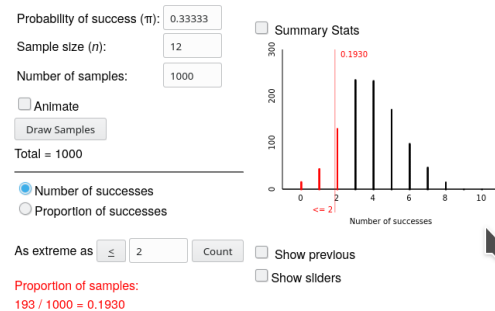 Probability of success (π): 0.33333
Sample size (n): 12
Number of samples: 1000
Animate
Draw Samples
Total = 1000
Number of successes
Proportion of successes
As extreme as ≤ 2 Count
Proportion of samples:
193 / 1000 = 0.1930
Summary Stats
0.1930
300
200
100
0
0 2 4 6 8 10
<= 2
Number of successes
Show previous
Show sliders